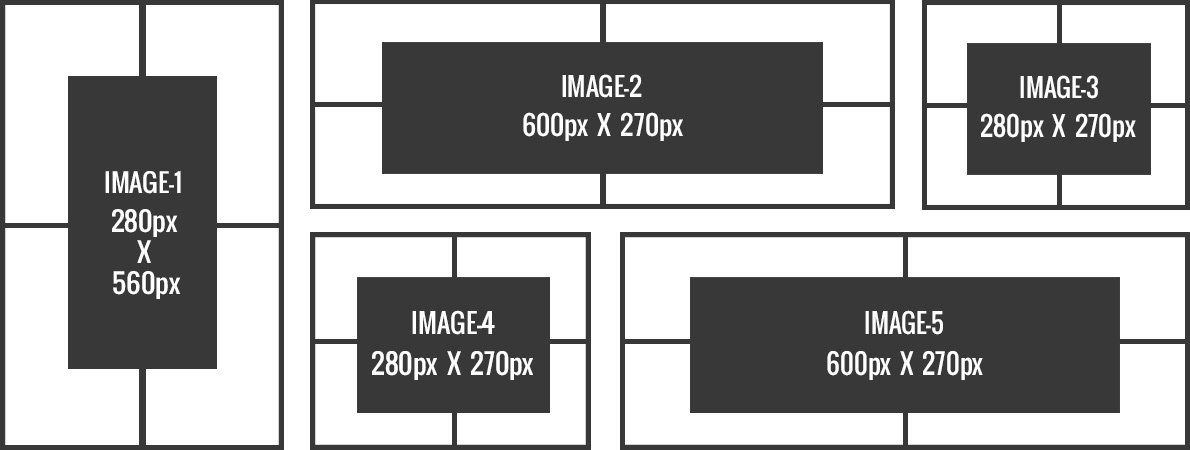 IMAGE-1
280px
X
560px
IMAGE-2
600px X 270px
IMAGE-3
280px X 270px
IMAGE-4
280px X 270px
IMAGE-5
600px X 270px